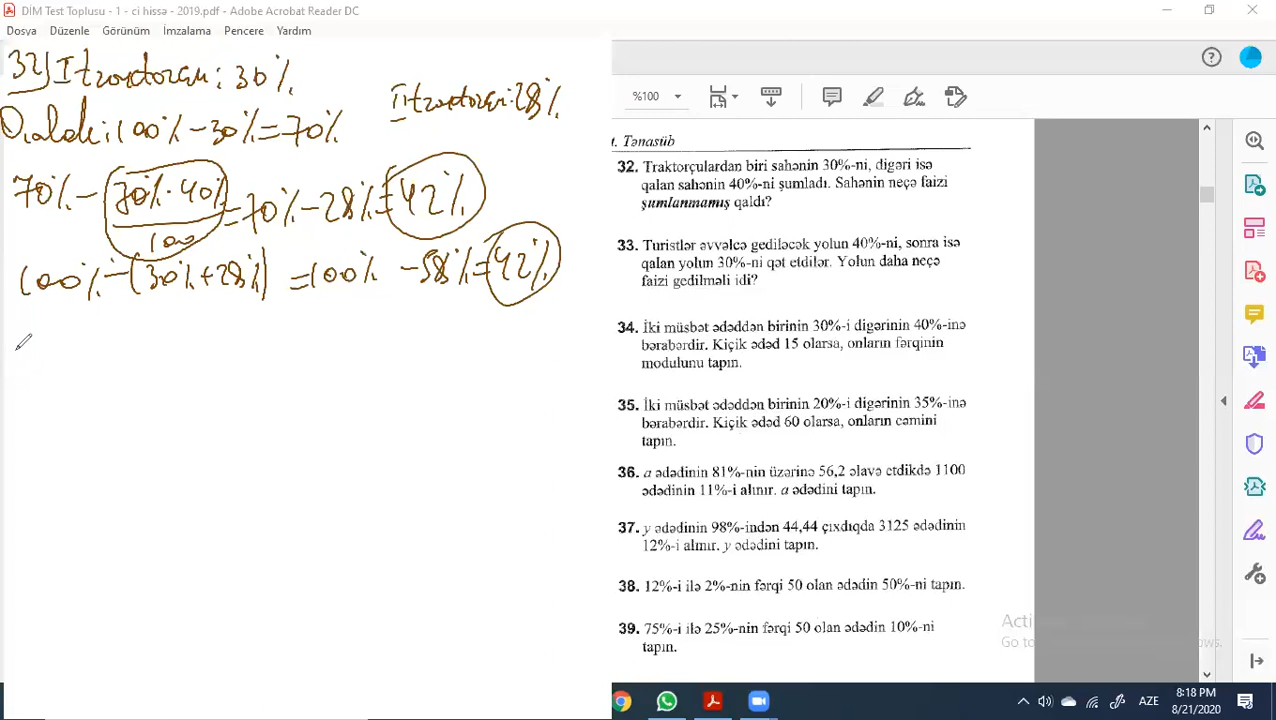 DİM Test Toplusu - 1 - ci hissə - 2019.pdf - Adobe Acrobat Reader DC
Dosya Düzenle Görünüm İmzalama Pencere Yardım
32) I traktorçu: 30%
II traktorçu: 28%
Qaldı: 100% - 30% = 70%
70% - 70% · 40% / 100 = 70% - 28% = 42%
100% - (30% + 28%) = 100% - 58% = 42%
%100
t. Tənasüb
32. Traktorçulardan biri sahənin 30%-ni, digəri isə
qalan sahənin 40%-ni şumladı. Sahənin neçə faizi
şumlanmamış qaldı?
33. Turistlər əvvəlcə gediləcək yolun 40%-ni, sonra isə
qalan yolun 30%-ni qət etdilər. Yolun daha neçə
faizi gedilməli idi?
34. İki müsbət ədəddən birinin 30%-i digərinin 40%-inə
bərabərdir. Kiçik ədəd 15 olarsa, onların fərqinin
modulunu tapın.
35. İki müsbət ədəddən birinin 20%-i digərinin 35%-inə
bərabərdir. Kiçik ədəd 60 olarsa, onların cəmini
tapın.
36. a ədədinin 81%-nin üzərinə 56,2 əlavə etdikdə 1100
ədədinin 11%-i alınır. a ədədini tapın.
37. y ədədinin 98%-indən 44,44 çıxdıqda 3125 ədədinin
12%-i alınır. y ədədini tapın.
38. 12%-i ilə 2%-nin fərqi 50 olan ədədin 50%-ni tapın.
39. 75%-i ilə 25%-nin fərqi 50 olan ədədin 10%-ni
tapın.
Acti
Go to
AZE
8:18 PM
8/21/2020